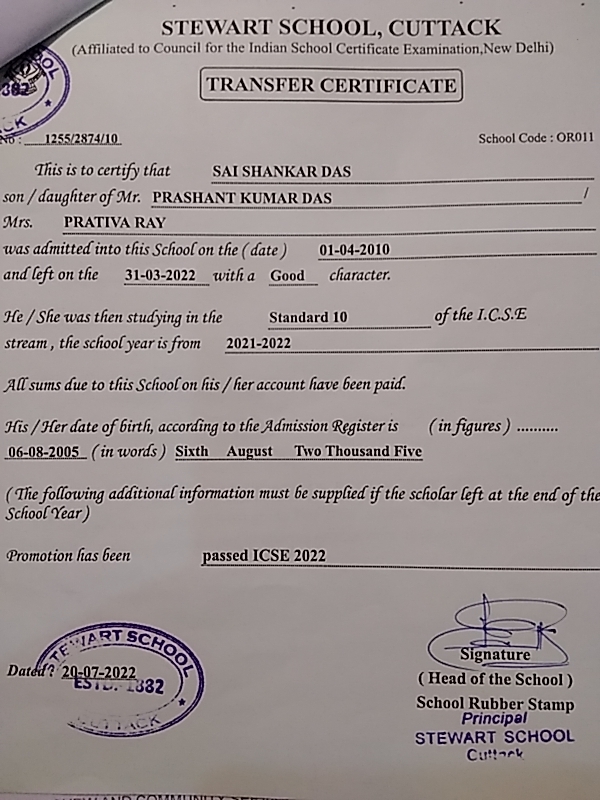 STEWART SCHOOL, CUTTACK
(Affiliated to Council for the Indian School Certificate Examination,New Delhi)
TRANSFER CERTIFICATE
No : 1255/2874/10 School Code : OR011
This is to certify that SAI SHANKAR DAS
son / daughter of Mr. PRASHANT KUMAR DAS /
Mrs. PRATIVA RAY
was admitted into this School on the ( date ) 01-04-2010
and left on the 31-03-2022 with a Good character.
He / She was then studying in the Standard 10 of the I.C.S.E
stream , the school year is from 2021-2022
All sums due to this School on his / her account have been paid.
His / Her date of birth, according to the Admission Register is ( in figures ) ..........
06-08-2005 ( in words ) Sixth August Two Thousand Five
( The following additional information must be supplied if the scholar left at the end of the
School Year )
Promotion has been passed ICSE 2022
STEWART SCHOOL
ESTD. 1882
CUTTACK
Dated? 20-07-2022
Signature
( Head of the School )
School Rubber Stamp
Principal
STEWART SCHOOL
Cuttack